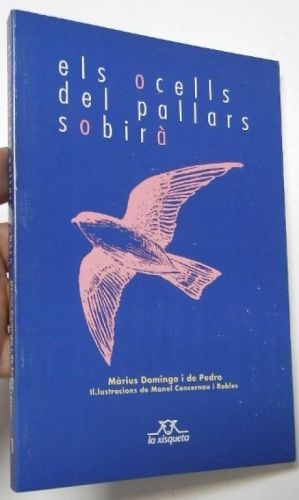 els ocells
del pallars
sobirà
Màrius Domingo i de Pedro
Il.lustracions de Manel Concernau i Robles
la xisqueta